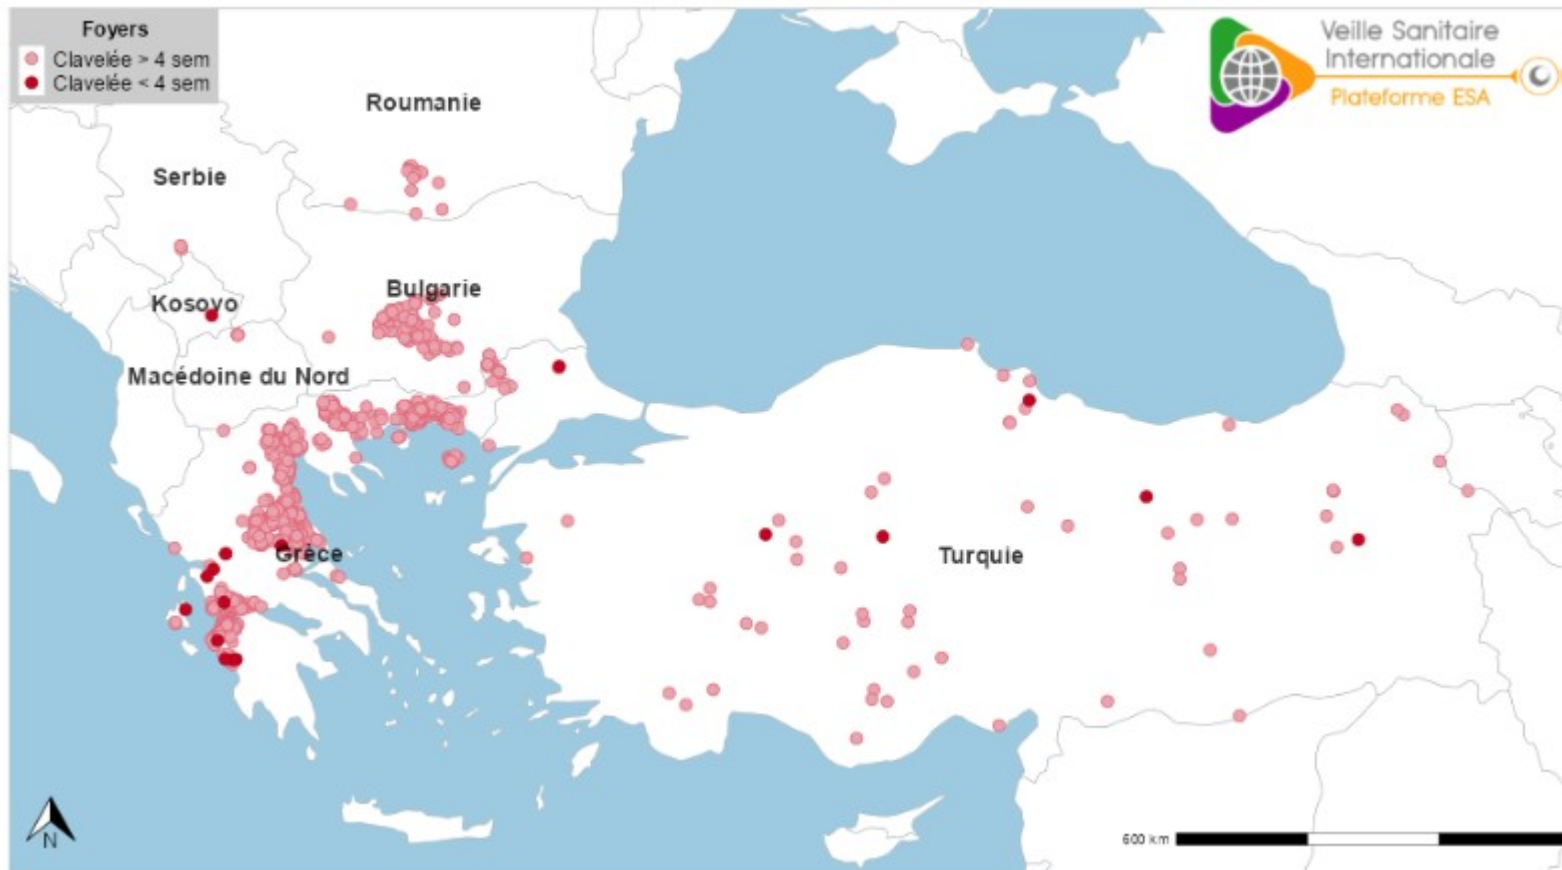 Foyers
Clavelée > 4 sem
Clavelée < 4 sem
Veille Sanitaire
Internationale
Plateforme ESA
Roumanie
Serbie
Bulgarie
Kosovo
Macédoine du Nord
Grèce
Turquie
N
600 km